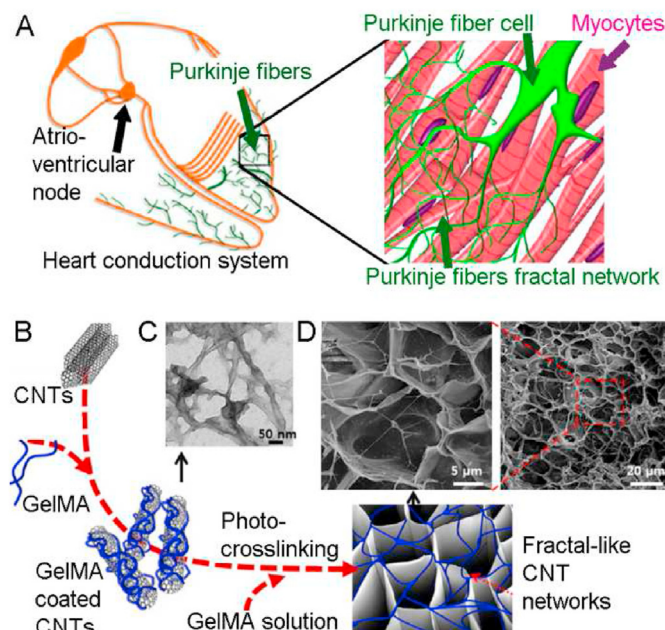 A
Purkinje fibers
Atrio-
ventricular
node
Heart conduction system
Purkinje fiber cell
Myocytes
Purkinje fibers fractal network
B
CNTs
GelMA
GelMA
coated
CNTs
C
50 nm
D
5 µm
20 µm
Photo-
crosslinking
GelMA solution
Fractal-like
CNT
networks